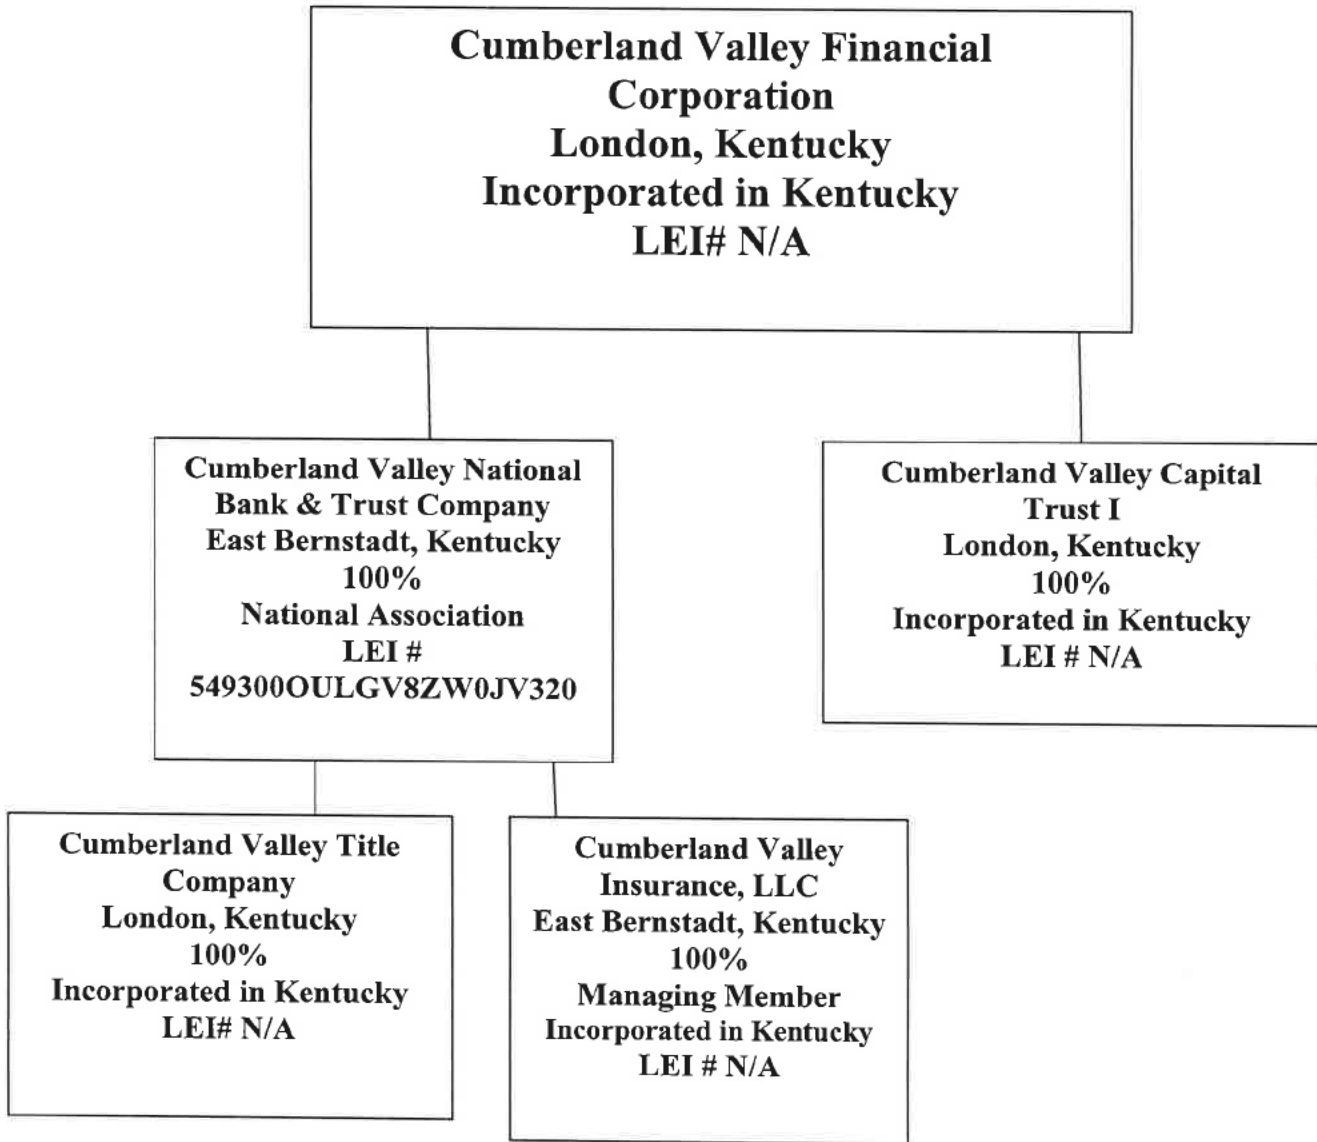 Cumberland Valley Financial
Corporation
London, Kentucky
Incorporated in Kentucky
LEI# N/A
Cumberland Valley National
Bank & Trust Company
East Bernstadt, Kentucky
100%
National Association
LEI #
549300OULGV8ZW0JV320
Cumberland Valley Capital
Trust I
London, Kentucky
100%
Incorporated in Kentucky
LEI # N/A
Cumberland Valley Title
Company
London, Kentucky
100%
Incorporated in Kentucky
LEI# N/A
Cumberland Valley
Insurance, LLC
East Bernstadt, Kentucky
100%
Managing Member
Incorporated in Kentucky
LEI # N/A